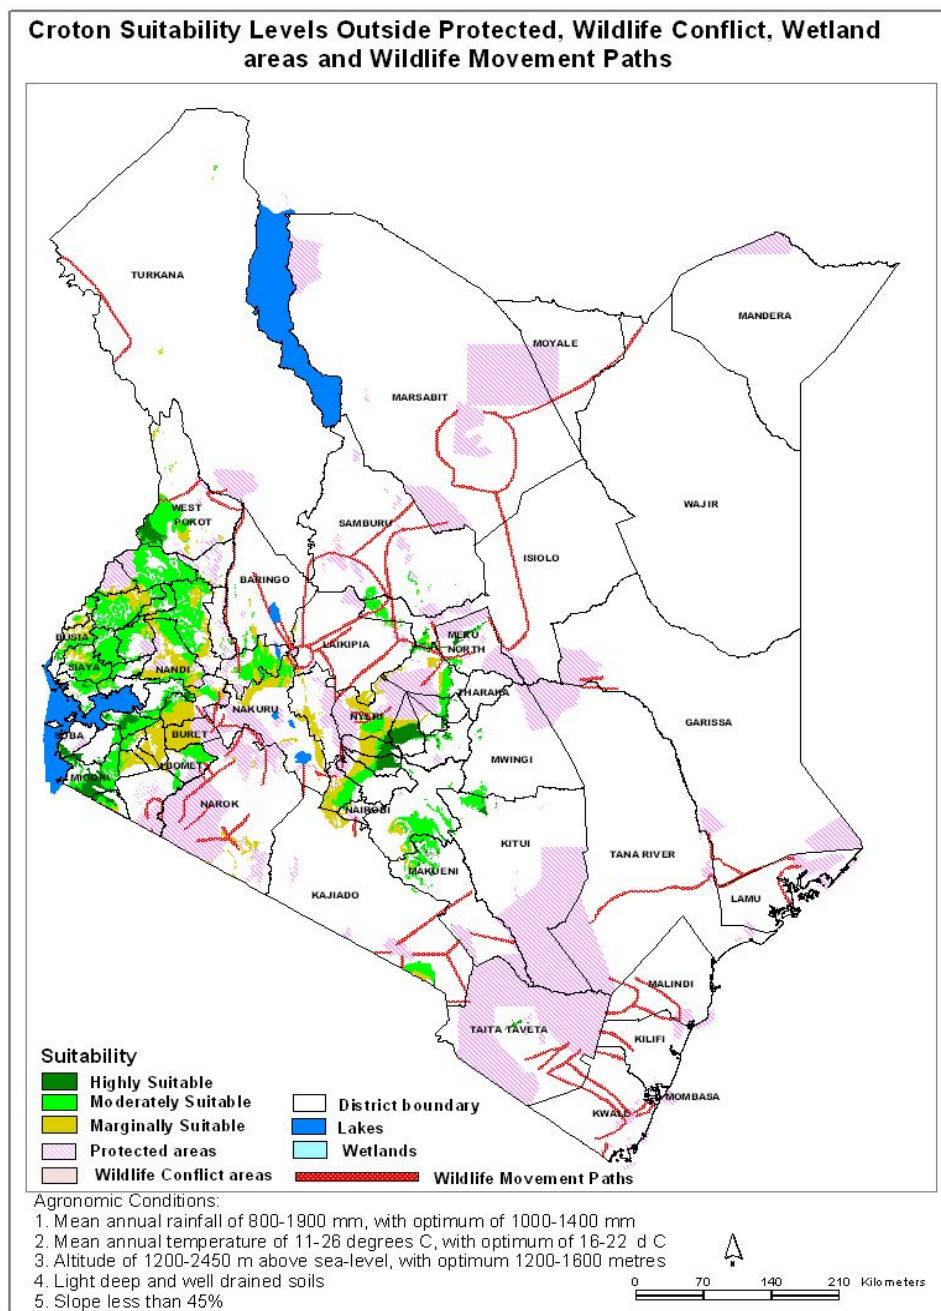 Croton Suitability Levels Outside Protected, Wildlife Conflict, Wetland
areas and Wildlife Movement Paths
TURKANA
MANDERA
MOYALE
MARSABIT
WAJIR
WEST
POKOT
SAMBURU
ISIOLO
BARINGO
BUSIA
LAIKIPIA
MERU
NORTH
SIAYA
NANDI
THARAKA
NAKURU
NYERI
GARISSA
BURET
MWINGI
BOMET
MIGORI
NAROK
NAIROBI
KITUI
TANA RIVER
MAKUENI
KAJIADO
LAMU
MALINDI
TAITA TAVETA
KILIFI
MOMBASA
KWALE
Suitability
Highly Suitable
Moderately Suitable
Marginally Suitable
Protected areas
Wildlife Conflict areas
District boundary
Lakes
Wetlands
Wildlife Movement Paths
Agronomic Conditions:
1. Mean annual rainfall of 800-1900 mm, with optimum of 1000-1400 mm
2. Mean annual temperature of 11-26 degrees C, with optimum of 16-22 d C
3. Altitude of 1200-2450 m above sea-level, with optimum 1200-1600 metres
4. Light deep and well drained soils
5. Slope less than 45%
N
0 70 140 210 Kilometers